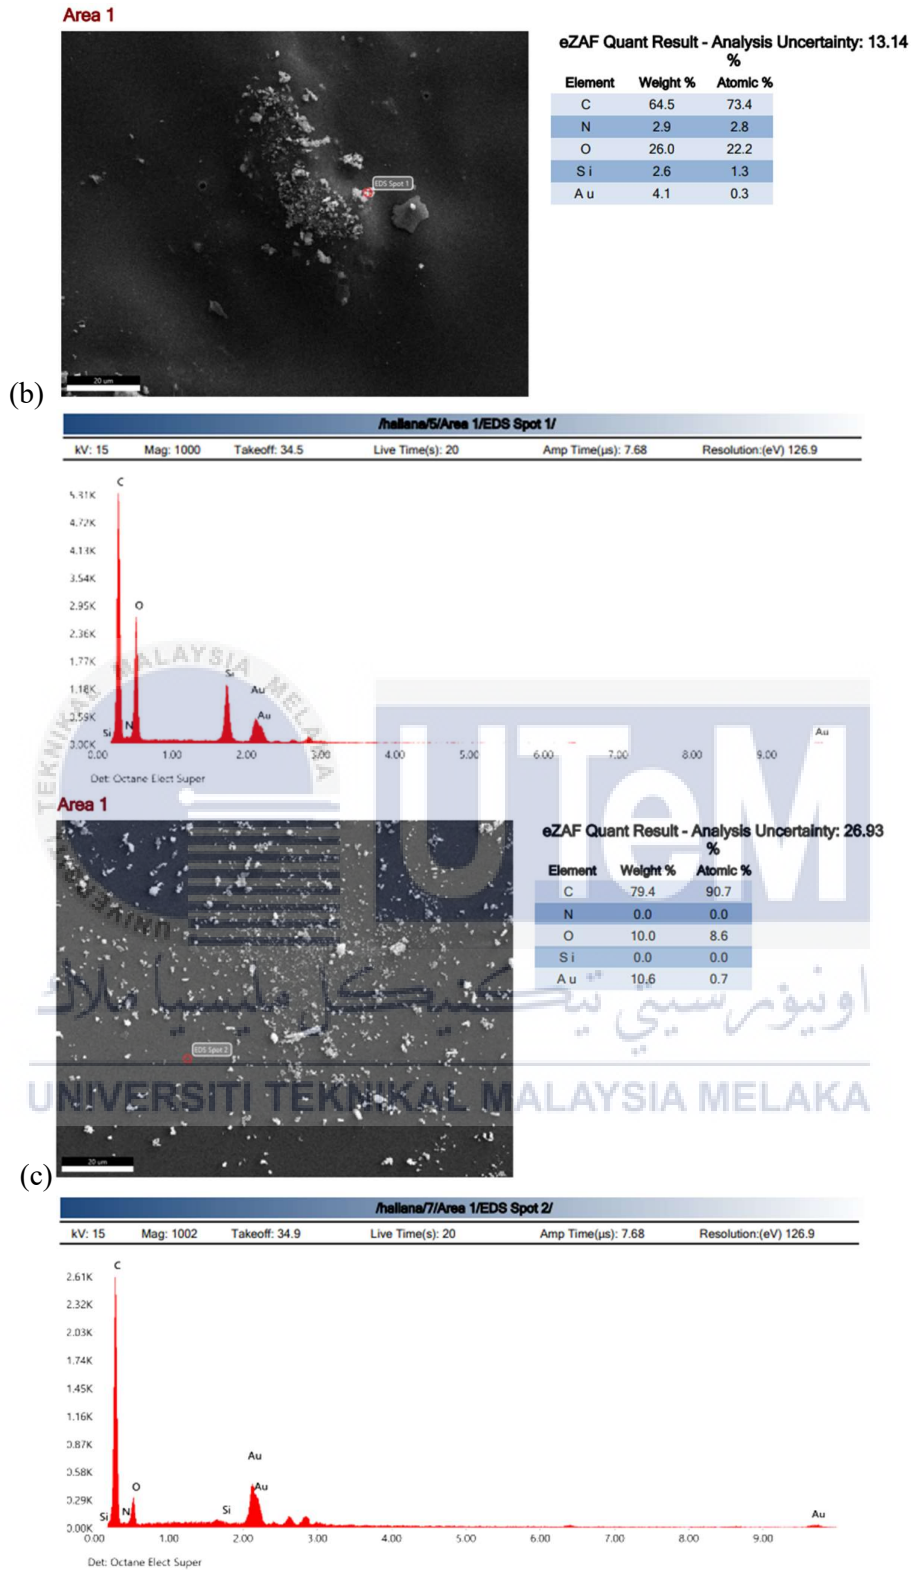 Area 1
eZAF Quant Result - Analysis Uncertainty: 13.14
%
Element Weight % Atomic %
C 64.5 73.4
N 2.9 2.8
O 26.0 22.2
Si 2.6 1.3
Au 4.1 0.3
EDS Spot 1
20 um
(b)
/haliana/5/Area 1/EDS Spot 1/
kV: 15 Mag: 1000 Takeoff: 34.5 Live Time(s): 20 Amp Time(µs): 7.68 Resolution:(eV) 126.9
C
5.31K
4.72K
4.13K
3.54K
2.95K
O
2.36K
1.77K
Si
1.18K
Au
0.59K
Au
Si N
Au
0.00K
0.00 1.00 2.00 3.00 4.00 5.00 6.00 7.00 8.00 9.00
Det: Octane Elect Super
UTeM
Area 1
eZAF Quant Result - Analysis Uncertainty: 26.93
%
Element Weight % Atomic %
C 79.4 90.7
N 0.0 0.0
O 10.0 8.6
Si 0.0 0.0
Au 10.6 0.7
EDS Spot 2
اونيۏرسيتي تيكنيكل مليسيا ملاك
UNIVERSITI TEKNIKAL MALAYSIA MELAKA
20 um
(c)
/haliana/7/Area 1/EDS Spot 2/
kV: 15 Mag: 1002 Takeoff: 34.9 Live Time(s): 20 Amp Time(µs): 7.68 Resolution:(eV) 126.9
C
2.61K
2.32K
2.03K
1.74K
1.45K
1.16K
0.87K
Au
0.58K
O
Au
0.29K
Si N
Si
Au
0.00K
0.00 1.00 2.00 3.00 4.00 5.00 6.00 7.00 8.00 9.00
Det: Octane Elect Super